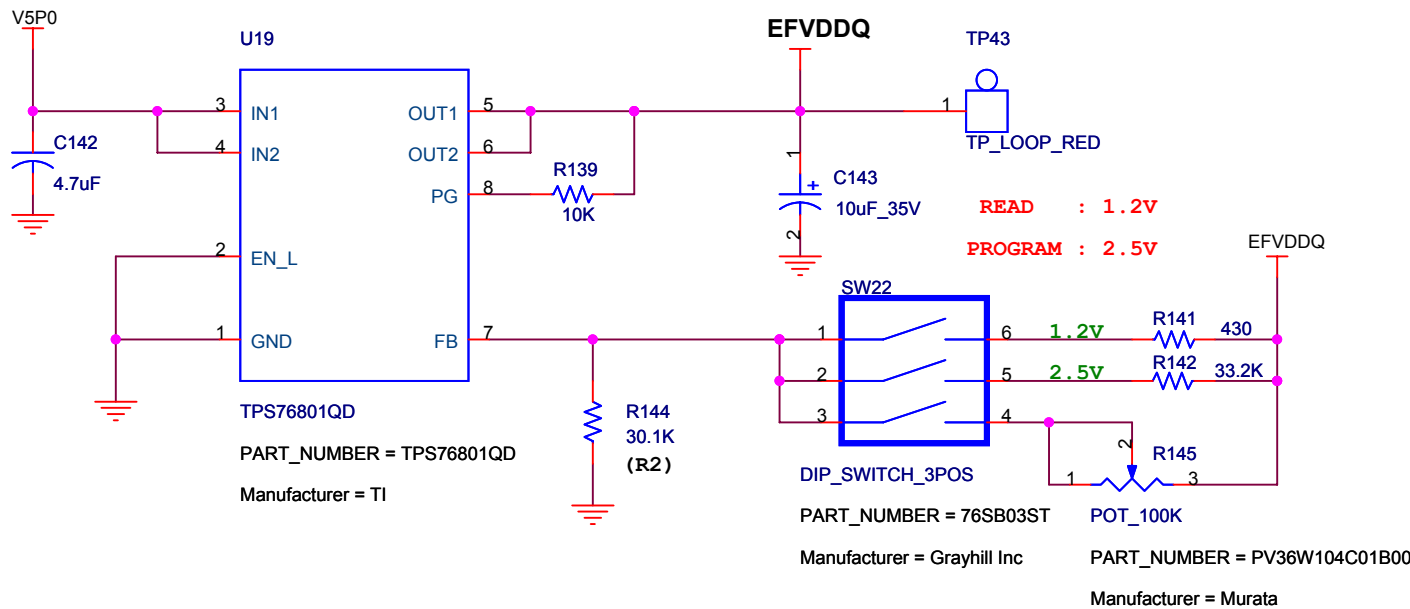 V5P0
U19
EFVDDQ
TP43
3 IN1
OUT1 5
1
C142
4.7uF
4 IN2
OUT2 6
TP_LOOP_RED
R139
10K
PG 8
1
C143
+
10uF_35V
2
READ : 1.2V
PROGRAM : 2.5V
EFVDDQ
2 EN_L
SW22
1 GND
FB 7
1 6 1.2V R141 430
2 5 2.5V R142 33.2K
3 4
R144
30.1K
(R2)
2
R145
1 3
TPS76801QD
PART_NUMBER = TPS76801QD
Manufacturer = TI
DIP_SWITCH_3POS
PART_NUMBER = 76SB03ST
Manufacturer = Grayhill Inc
POT_100K
PART_NUMBER = PV36W104C01B00
Manufacturer = Murata